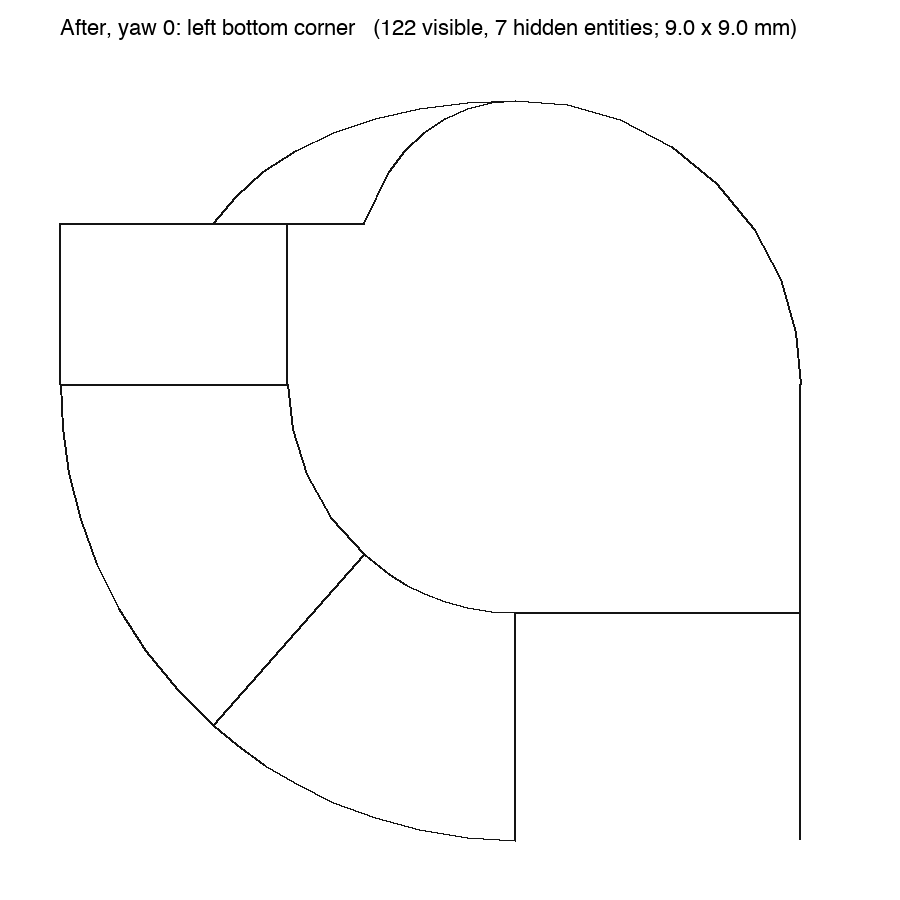 After, yaw 0: left bottom corner (122 visible, 7 hidden entities; 9.0 x 9.0 mm)